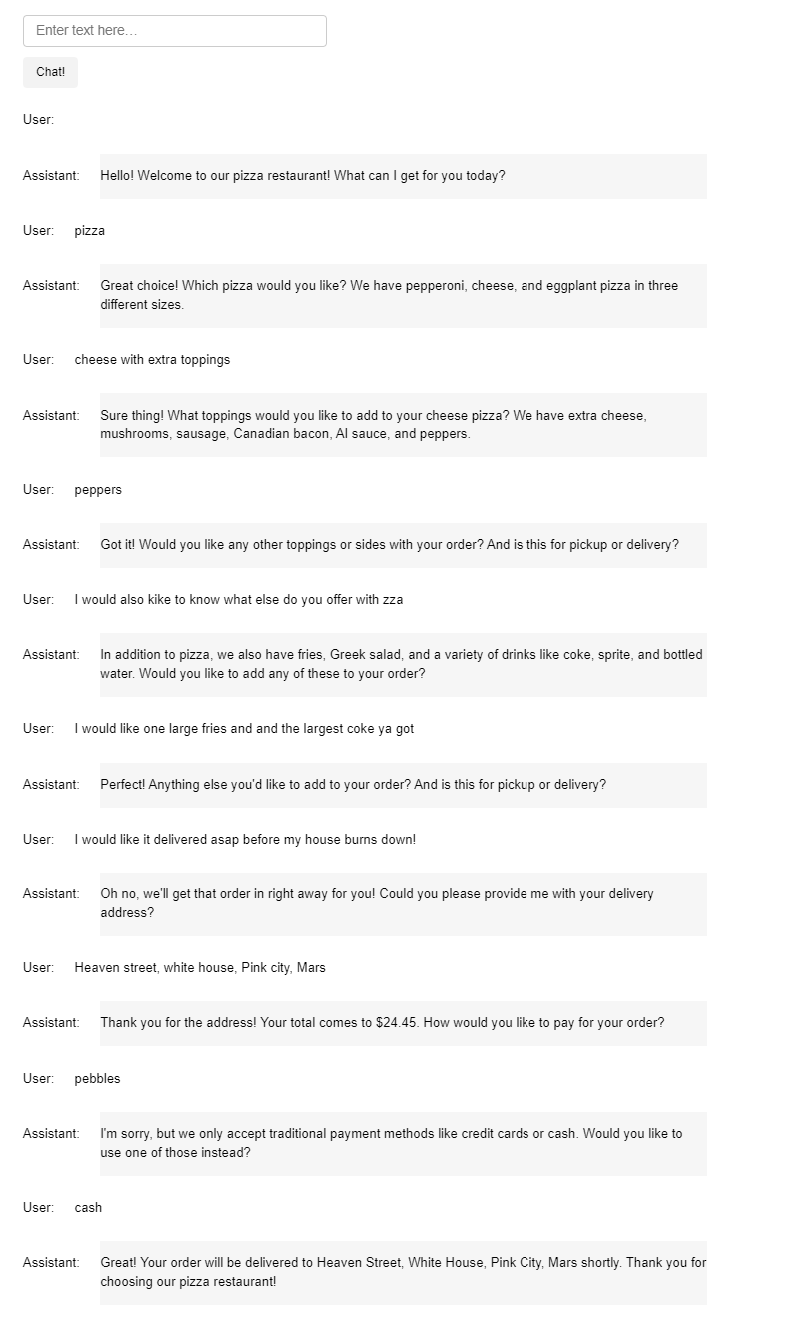 Enter text here...
Chat!
User:
Assistant: Hello! Welcome to our pizza restaurant! What can I get for you today?
User: pizza
Assistant: Great choice! Which pizza would you like? We have pepperoni, cheese, and eggplant pizza in three
different sizes.
User: cheese with extra toppings
Assistant: Sure thing! What toppings would you like to add to your cheese pizza? We have extra cheese,
mushrooms, sausage, Canadian bacon, AI sauce, and peppers.
User: peppers
Assistant: Got it! Would you like any other toppings or sides with your order? And is this for pickup or delivery?
User: I would also kike to know what else do you offer with zza
Assistant: In addition to pizza, we also have fries, Greek salad, and a variety of drinks like coke, sprite, and bottled
water. Would you like to add any of these to your order?
User: I would like one large fries and and the largest coke ya got
Assistant: Perfect! Anything else you'd like to add to your order? And is this for pickup or delivery?
User: I would like it delivered asap before my house burns down!
Assistant: Oh no, we'll get that order in right away for you! Could you please provide me with your delivery
address?
User: Heaven street, white house, Pink city, Mars
Assistant: Thank you for the address! Your total comes to $24.45. How would you like to pay for your order?
User: pebbles
Assistant: I'm sorry, but we only accept traditional payment methods like credit cards or cash. Would you like to
use one of those instead?
User: cash
Assistant: Great! Your order will be delivered to Heaven Street, White House, Pink City, Mars shortly. Thank you for
choosing our pizza restaurant!